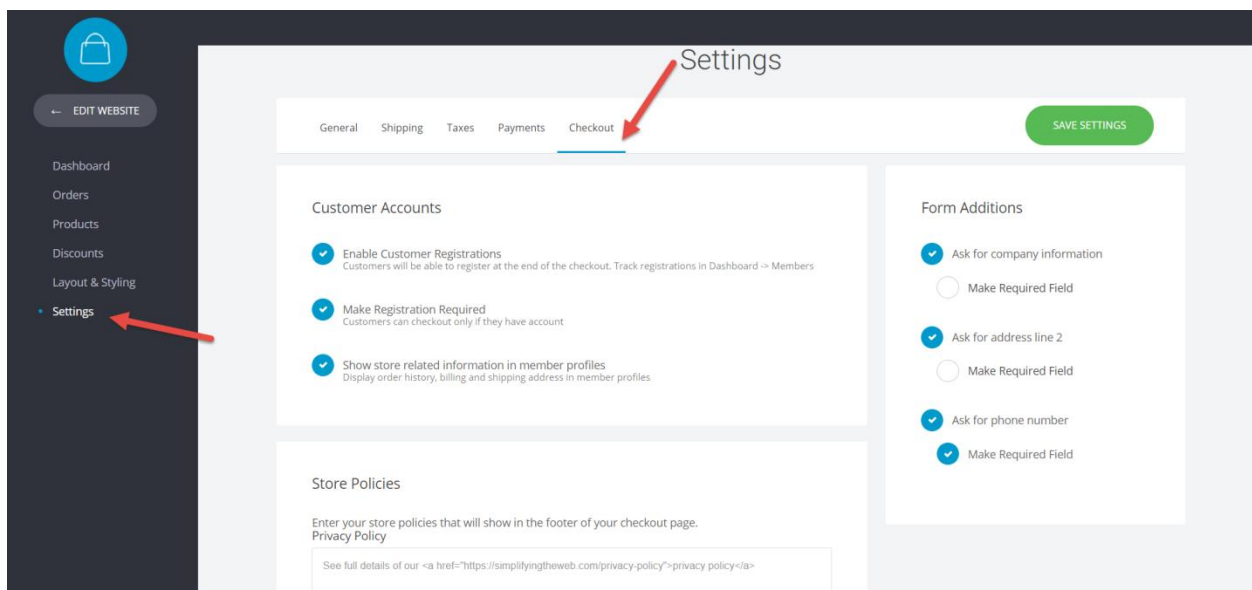 Settings
← EDIT WEBSITE
General Shipping Taxes Payments Checkout
SAVE SETTINGS
Dashboard
Orders
Products
Discounts
Layout & Styling
Settings
Customer Accounts
Enable Customer Registrations
Customers will be able to register at the end of the checkout. Track registrations in Dashboard -> Members
Make Registration Required
Customers can checkout only if they have account
Show store related information in member profiles
Display order history, billing and shipping address in member profiles
Form Additions
Ask for company information
Make Required Field
Ask for address line 2
Make Required Field
Ask for phone number
Make Required Field
Store Policies
Enter your store policies that will show in the footer of your checkout page.
Privacy Policy
See full details of our <a href="https://simplifyingtheweb.com/privacy-policy">privacy policy</a>